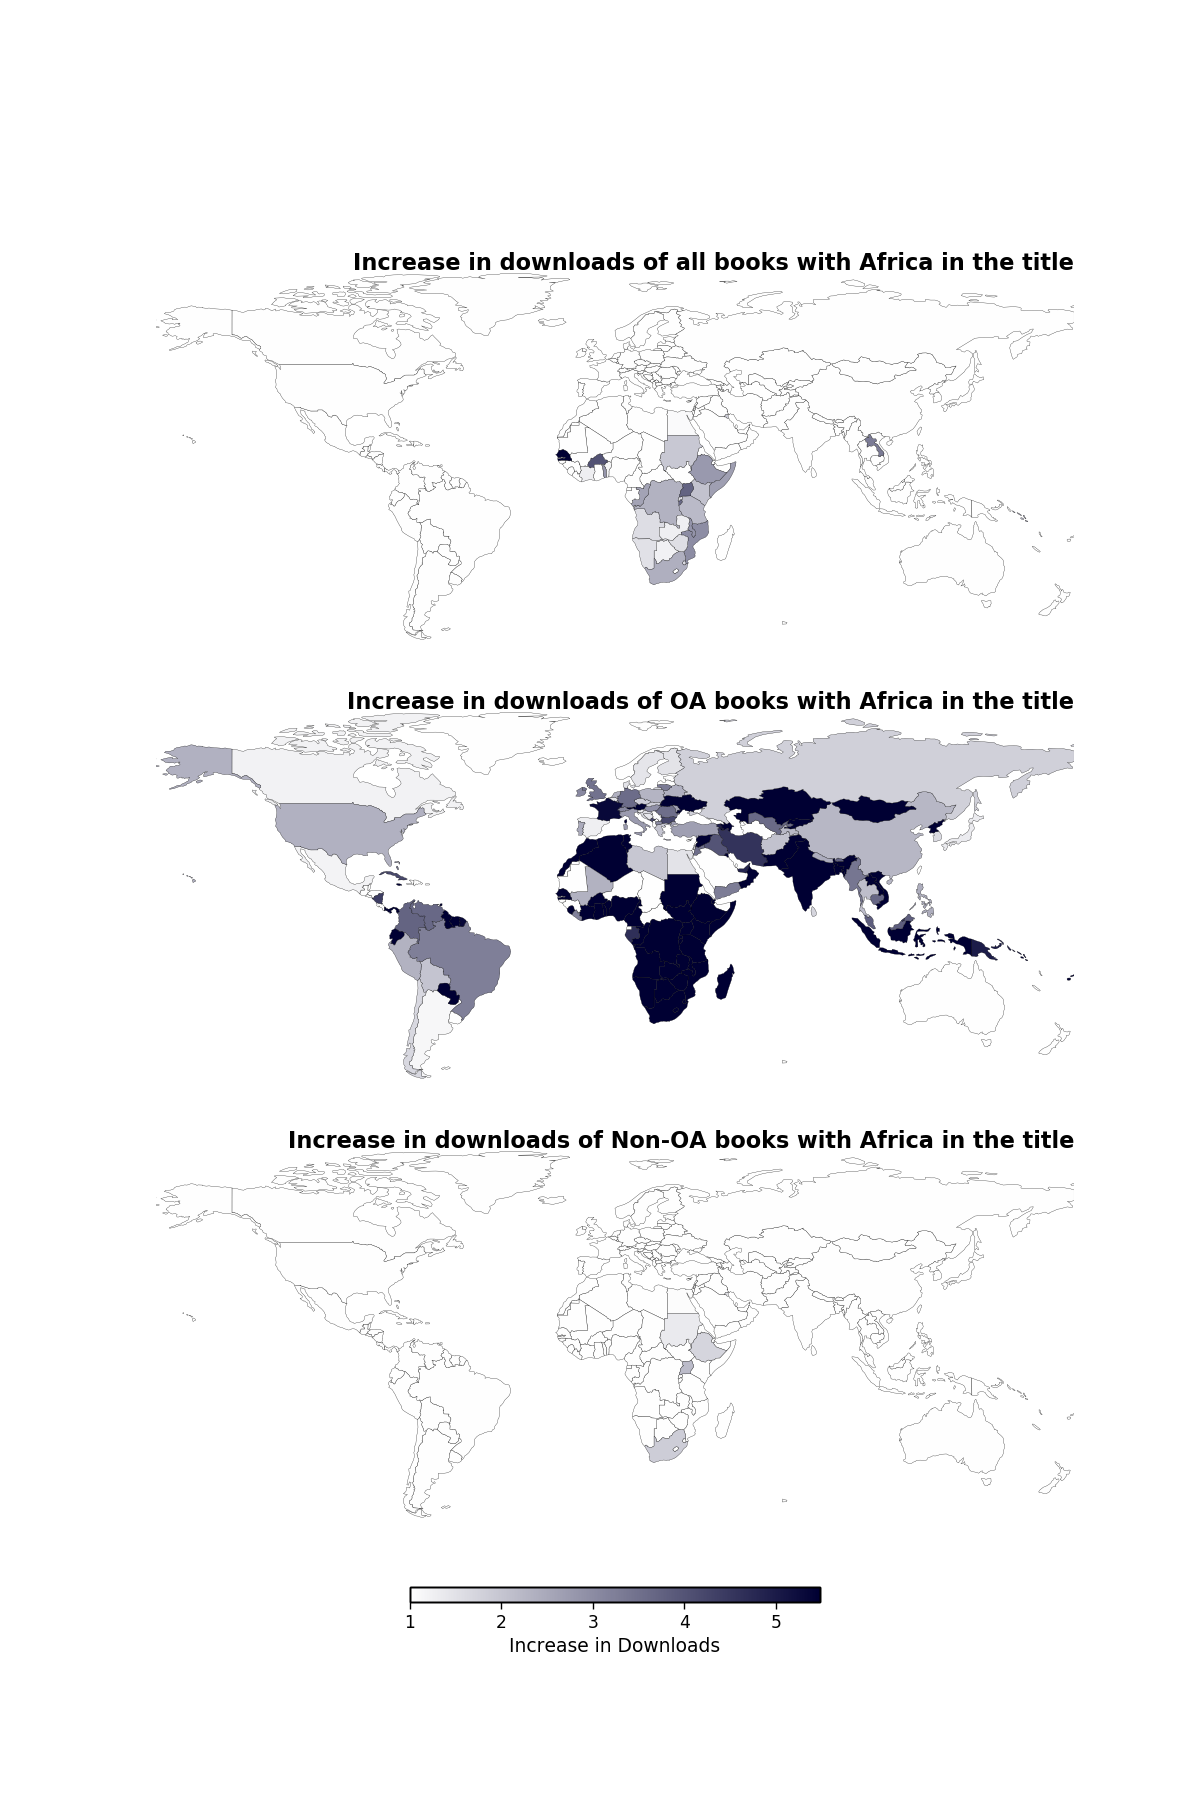 Increase in downloads of all books with Africa in the title
Increase in downloads of OA books with Africa in the title
Increase in downloads of Non-OA books with Africa in the title
1 2 3 4 5
Increase in Downloads